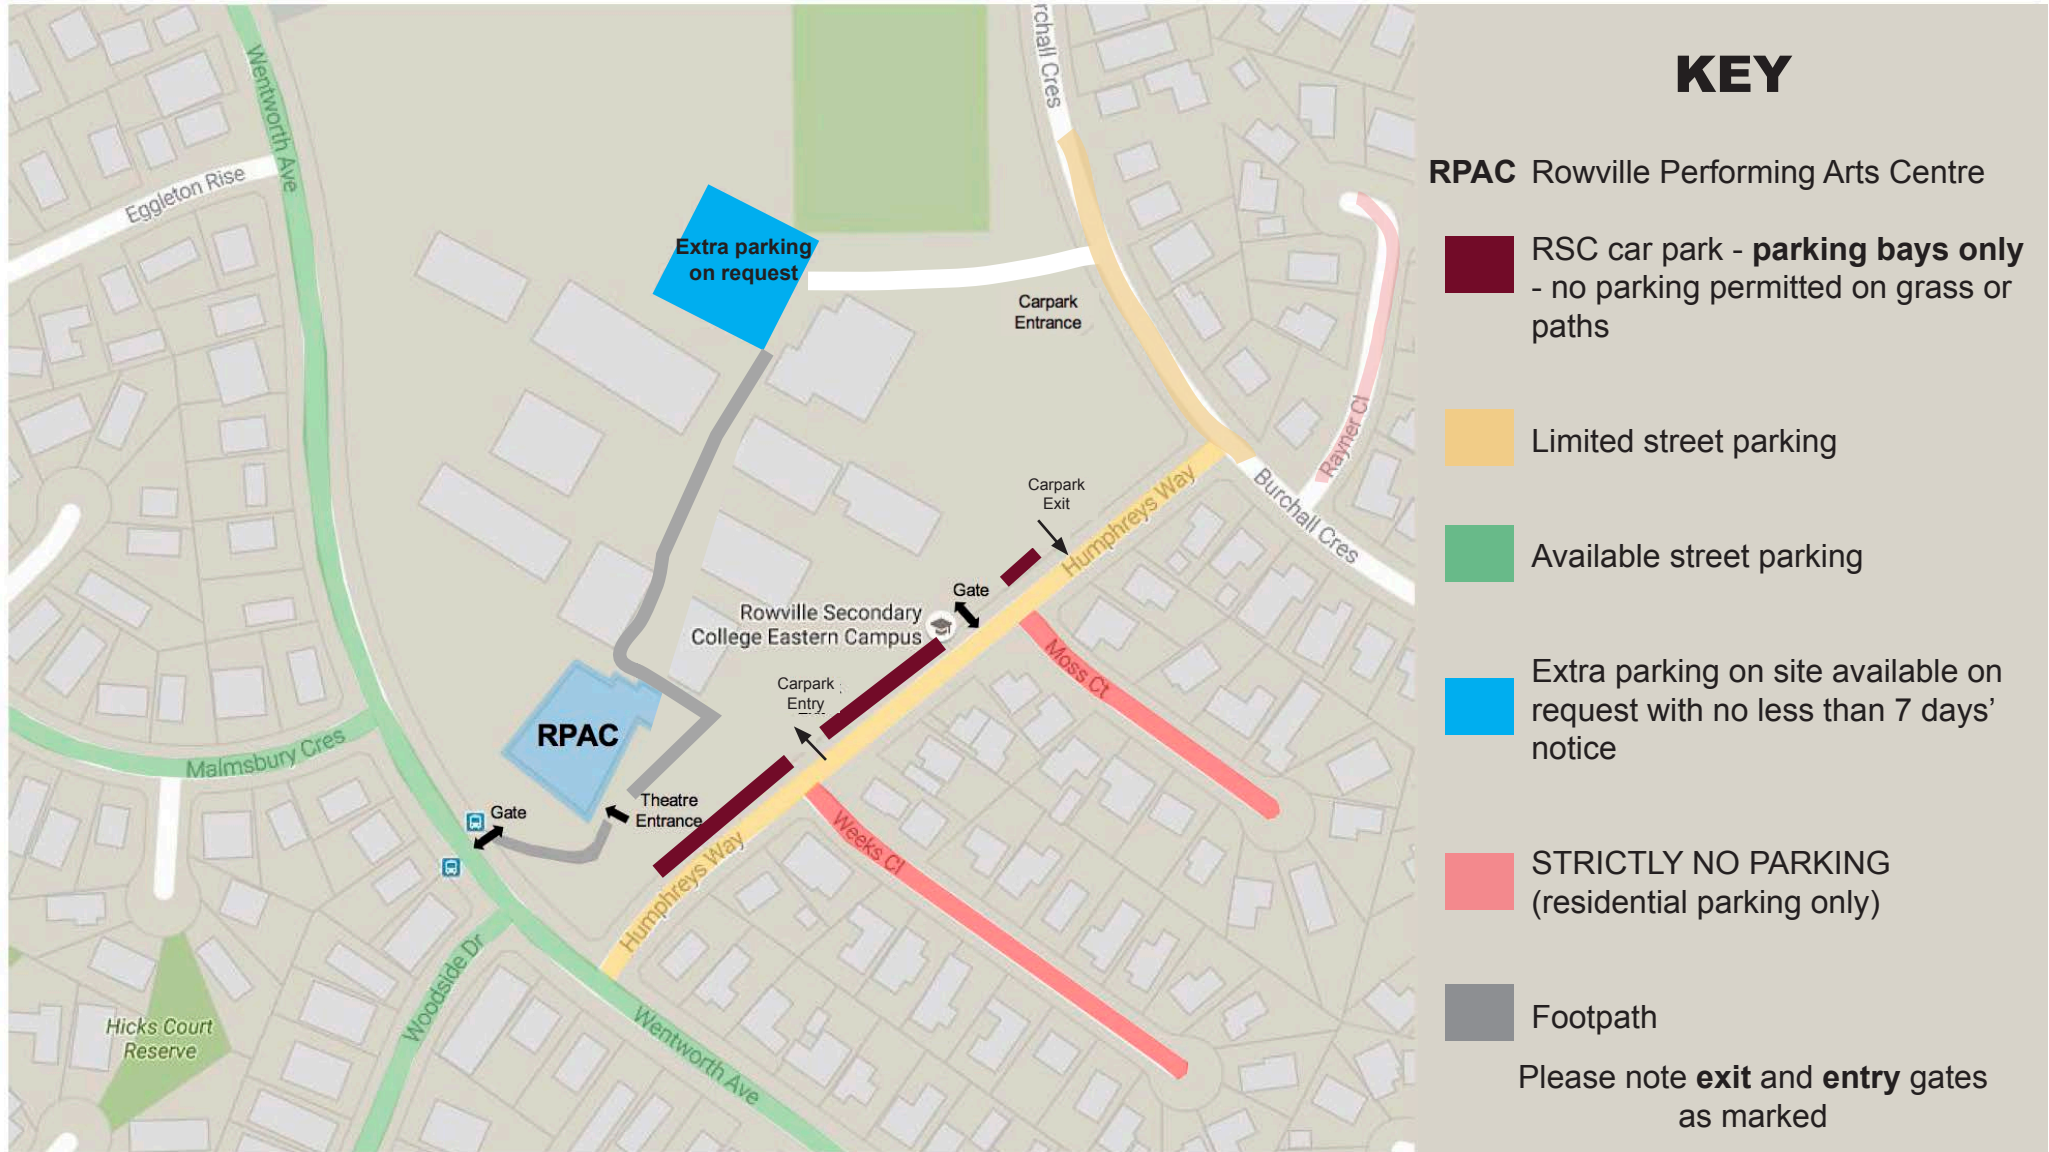 Wentworth Ave
Eggleton Rise
rchall Cres
Extra parking
on request
Carpark
Entrance
Rayner Cl
Burchall Cres
Carpark
Exit
Humphreys Way
Gate
Rowville Secondary
College Eastern Campus
Moss Ct
Carpark
Entry
RPAC
Malmsbury Cres
Gate
Theatre
Entrance
Weeks Cl
Humphreys Way
Woodside Dr
Wentworth Ave
Hicks Court
Reserve
KEY
RPAC Rowville Performing Arts Centre
RSC car park - parking bays only
- no parking permitted on grass or
paths
Limited street parking
Available street parking
Extra parking on site available on
request with no less than 7 days’
notice
STRICTLY NO PARKING
(residential parking only)
Footpath
Please note exit and entry gates
as marked